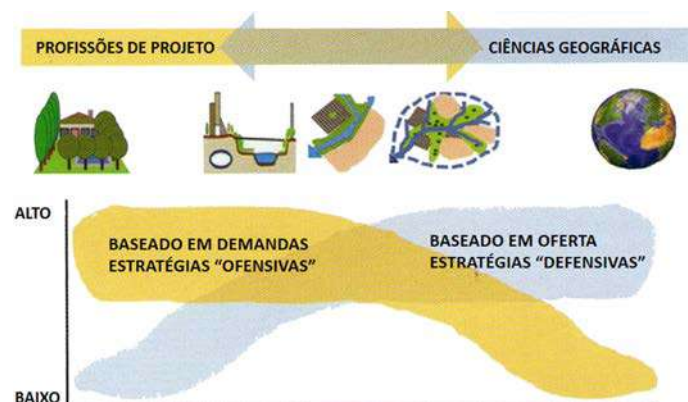 PROFISSÕES DE PROJETO
CIÊNCIAS GEOGRÁFICAS
ALTO
BASEADO EM DEMANDAS
ESTRATÉGIAS “OFENSIVAS”
BASEADO EM OFERTA
ESTRATÉGIAS “DEFENSIVAS”
BAIXO